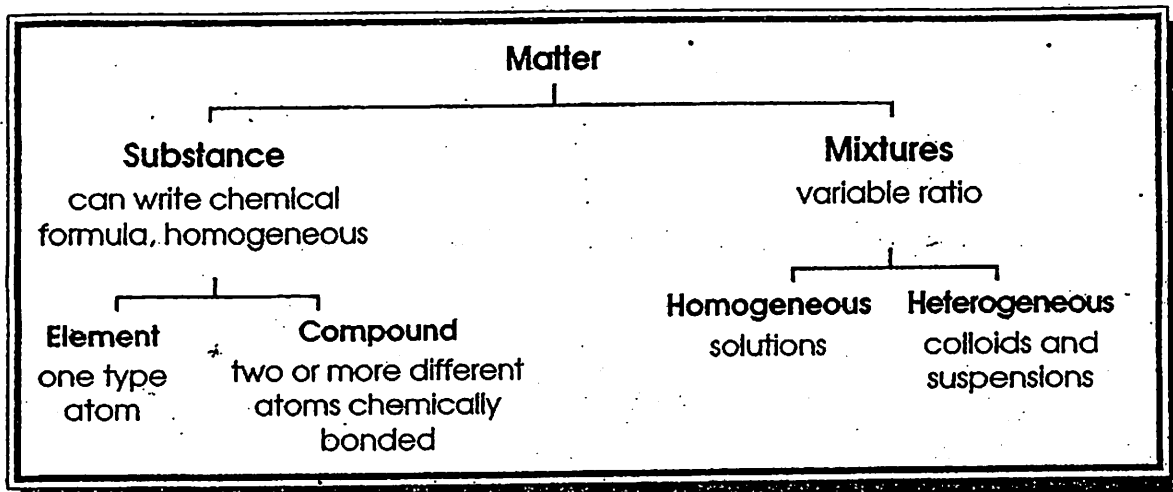 Matter
Substance
can write chemical
formula, homogeneous
Mixtures
variable ratio
Element
one type
atom
Compound
two or more different
atoms chemically
bonded
Homogeneous
solutions
Heterogeneous
colloids and
suspensions